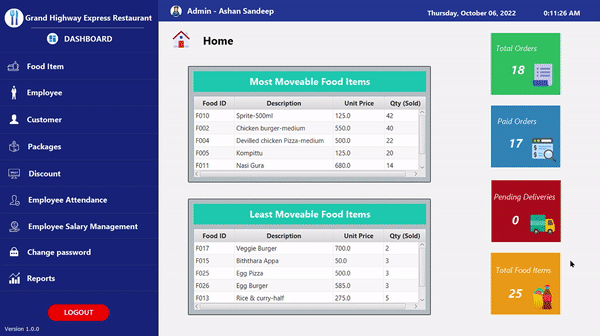 Grand Highway Express Restaurant
DASHBOARD
Food Item
Employee
Customer
Packages
Discount
Employee Attendance
Employee Salary Management
Change password
Reports
LOGOUT
Version 1.0.0
Admin - Ashan Sandeep
Thursday, October 06, 2022
0:11:26 AM
Home
Most Moveable Food Items
Food ID Description Unit Price Qty (Sold)
F010 Sprite-500ml 125.0 42
F002 Chicken burger-medium 550.0 40
F004 Devilled chicken Pizza-medium 500.0 22
F005 Kompittu 125.0 20
F011 Nasi Gura 680.0 14
Least Moveable Food Items
Food ID Description Unit Price Qty (Sold)
F017 Veggie Burger 700.0 2
F015 Biththara Appa 50.0 3
F025 Egg Pizza 500.0 3
F026 Egg Burger 585.0 3
F013 Rice & curry-half 275.0 5
Total Orders
18
Paid Orders
17
Pending Deliveries
0
Total Food Items
25